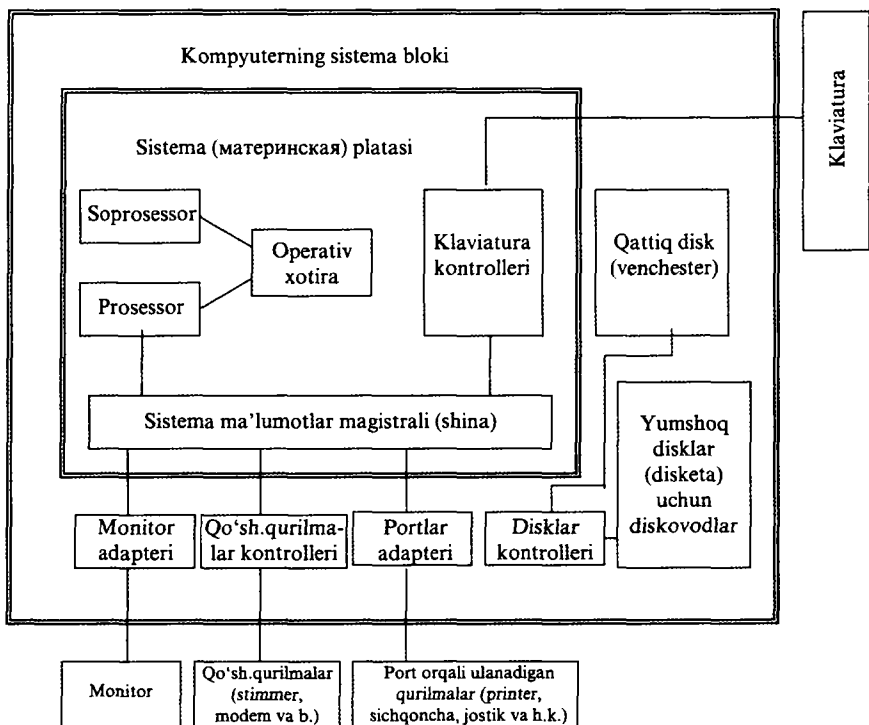 Kompyuterning sistema bloki
Klaviatura
Sistema (материнская) platasi
Soprosessor
Operativ
xotira
Prosessor
Klaviatura
kontrolleri
Qattiq disk
(venchester)
Sistema ma’lumotlar magistrali (shina)
Yumshoq
disklar
(disketa)
uchun
diskovodlar
Monitor
adapteri
Qo‘sh.qurilma-
lar kontrolleri
Portlar
adapteri
Disklar
kontrolleri
Monitor
Qo‘sh.qurilmalar
(stimmer,
modem va b.)
Port orqali ulanadigan
qurilmalar (printer,
sichqoncha, jostik va h.k.)